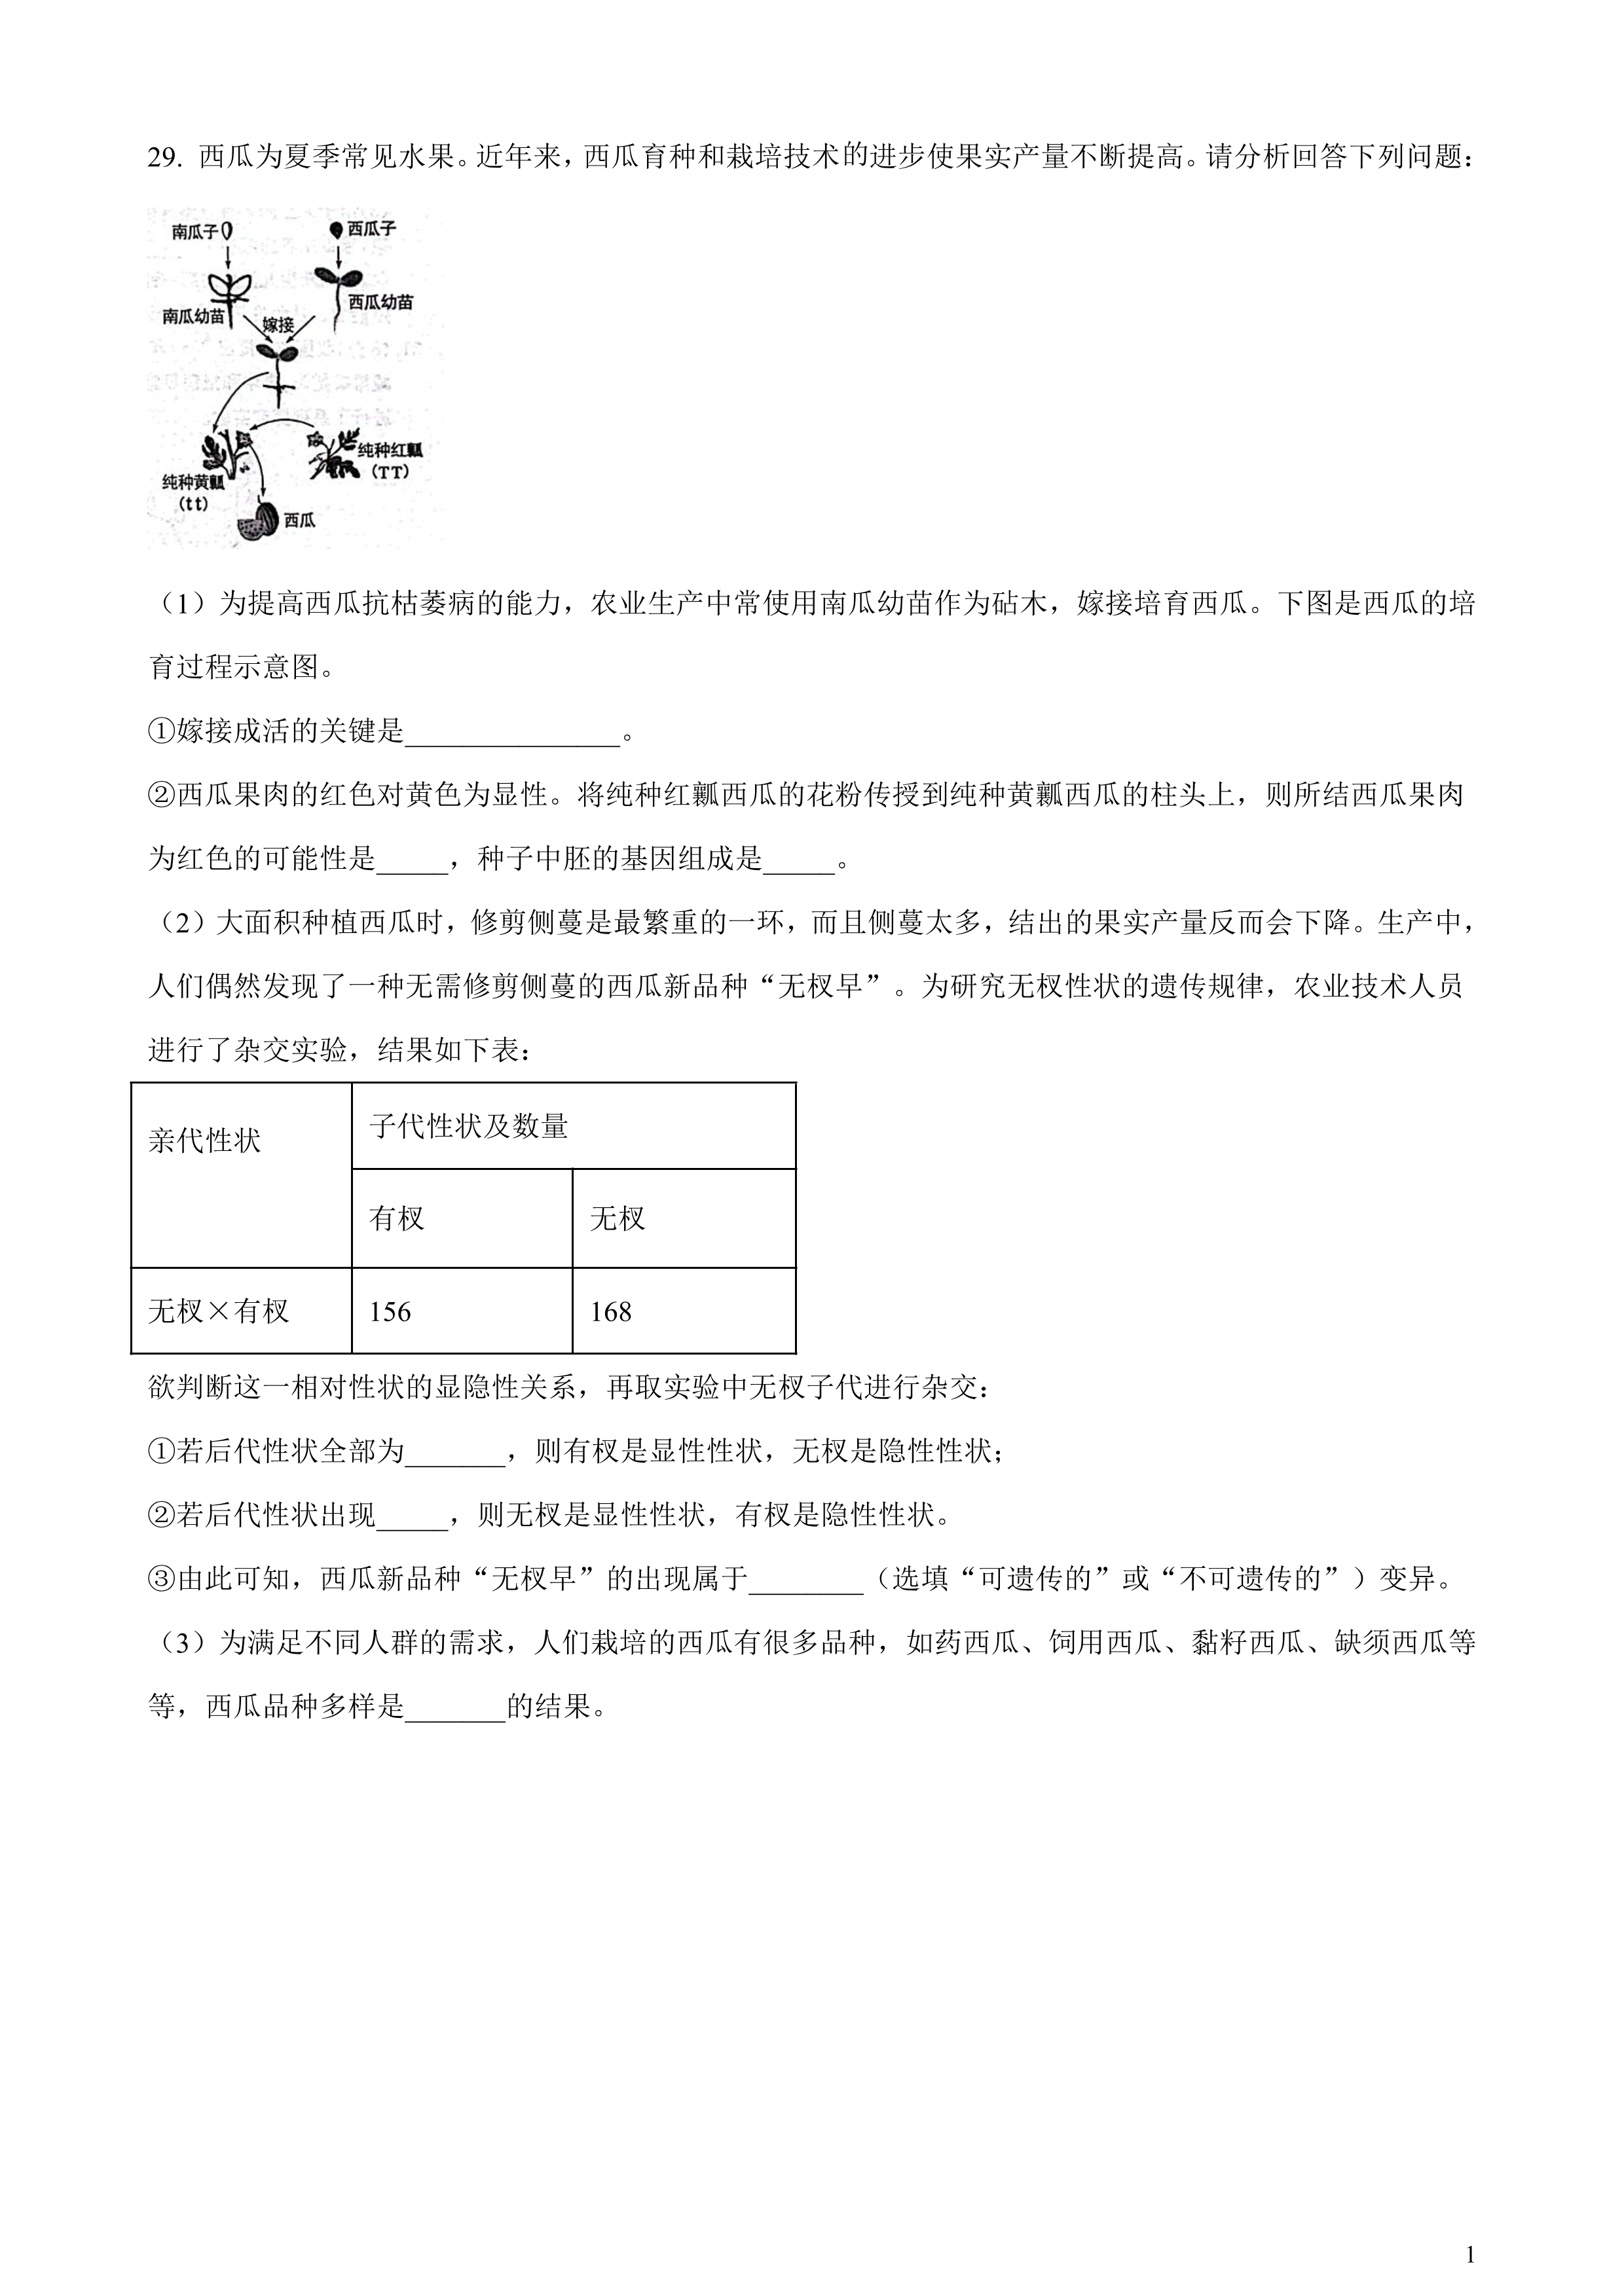 29. 西瓜为夏季常见水果。近年来，西瓜育种和栽培技术的进步使果实产量不断提高。请分析回答下列问题：
南瓜子 西瓜子
南瓜幼苗 西瓜幼苗
嫁接
纯种红瓤
(TT)
纯种黄瓤
(tt)
西瓜
（1）为提高西瓜抗枯萎病的能力，农业生产中常使用南瓜幼苗作为砧木，嫁接培育西瓜。下图是西瓜的培
育过程示意图。
①嫁接成活的关键是_______________。
②西瓜果肉的红色对黄色为显性。将纯种红瓤西瓜的花粉传授到纯种黄瓤西瓜的柱头上，则所结西瓜果肉
为红色的可能性是_____，种子中胚的基因组成是_____。
（2）大面积种植西瓜时，修剪侧蔓是最繁重的一环，而且侧蔓太多，结出的果实产量反而会下降。生产中，
人们偶然发现了一种无需修剪侧蔓的西瓜新品种“无杈早”。为研究无杈性状的遗传规律，农业技术人员
进行了杂交实验，结果如下表：
亲代性状 子代性状及数量
有杈 无杈
无杈×有杈 156 168
欲判断这一相对性状的显隐性关系，再取实验中无杈子代进行杂交：
①若后代性状全部为_______，则有杈是显性性状，无杈是隐性性状；
②若后代性状出现_____，则无杈是显性性状，有杈是隐性性状。
③由此可知，西瓜新品种“无杈早”的出现属于________（选填“可遗传的”或“不可遗传的”）变异。
（3）为满足不同人群的需求，人们栽培的西瓜有很多品种，如药西瓜、饲用西瓜、黏籽西瓜、缺须西瓜等
等，西瓜品种多样是_______的结果。
1